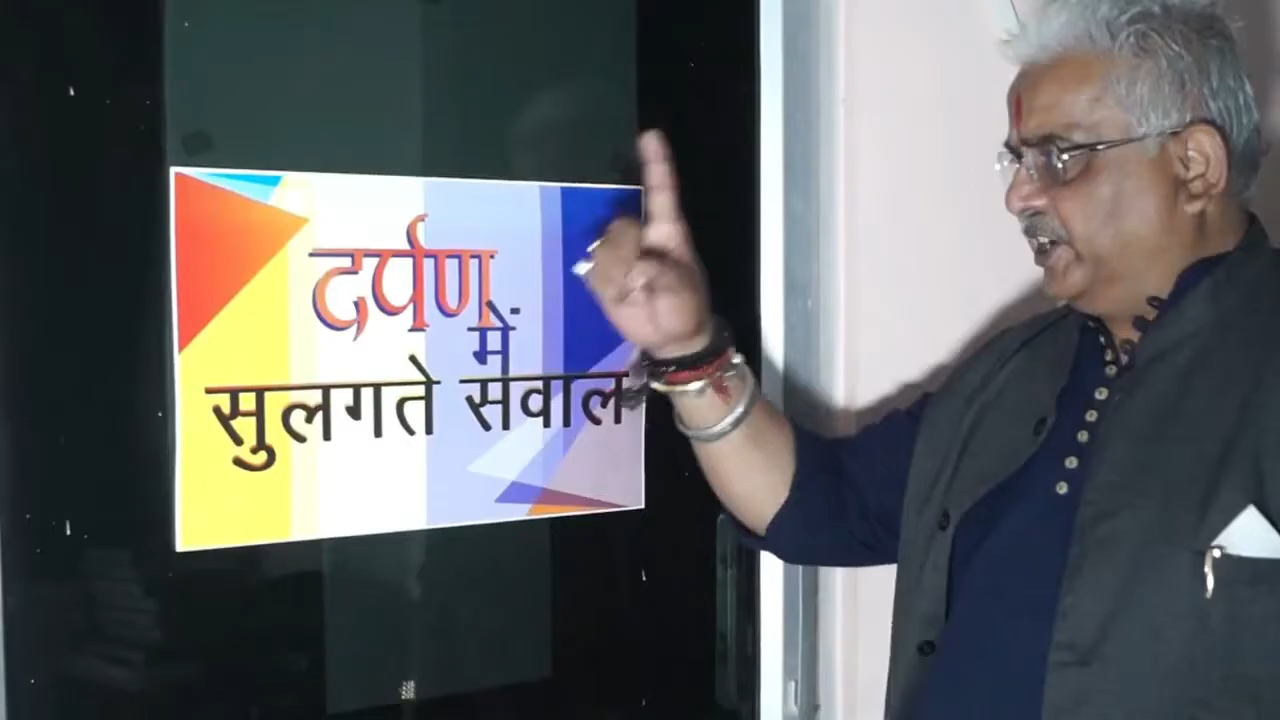 दर्पण
में
सुलगते सवाल